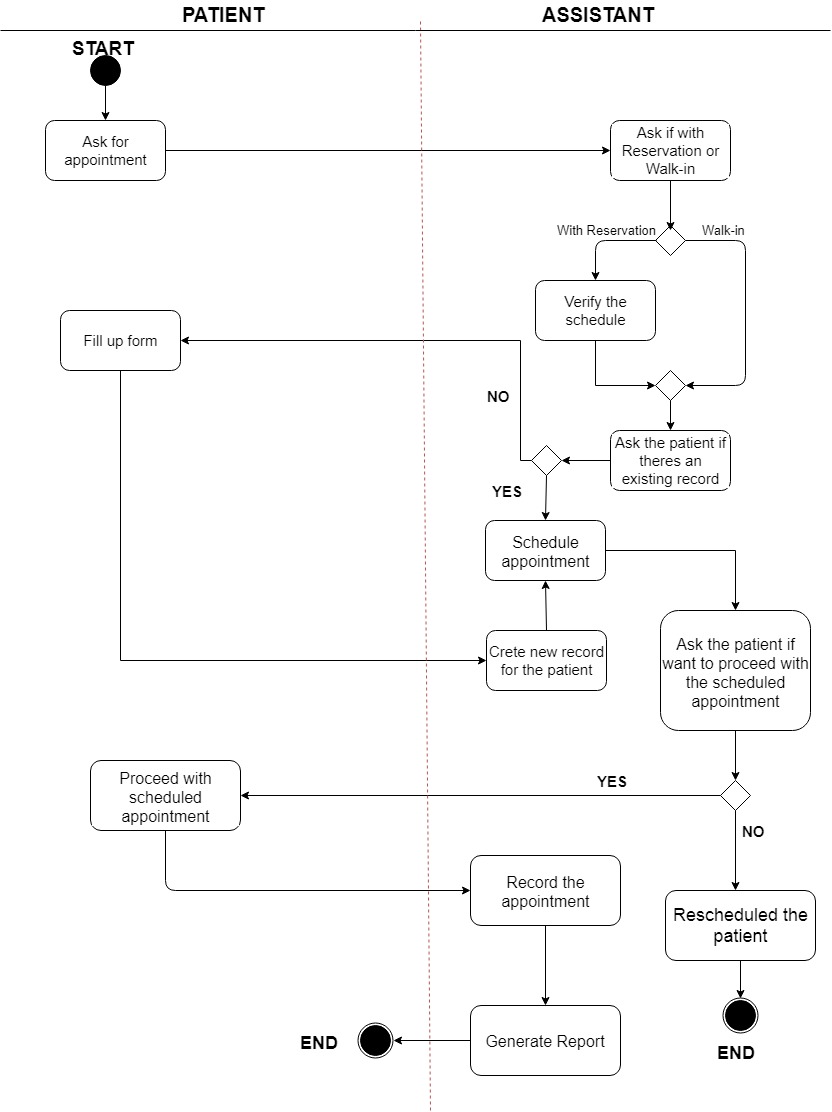 PATIENT
ASSISTANT
START
Ask for
appointment
Ask if with
Reservation or
Walk-in
With Reservation
Walk-in
Verify the
schedule
Fill up form
NO
Ask the patient if
theres an
existing record
YES
Schedule
appointment
Crete new record
for the patient
Ask the patient if
want to proceed with
the scheduled
appointment
YES
Proceed with
scheduled
appointment
NO
Record the
appointment
Rescheduled the
patient
Generate Report
END
END